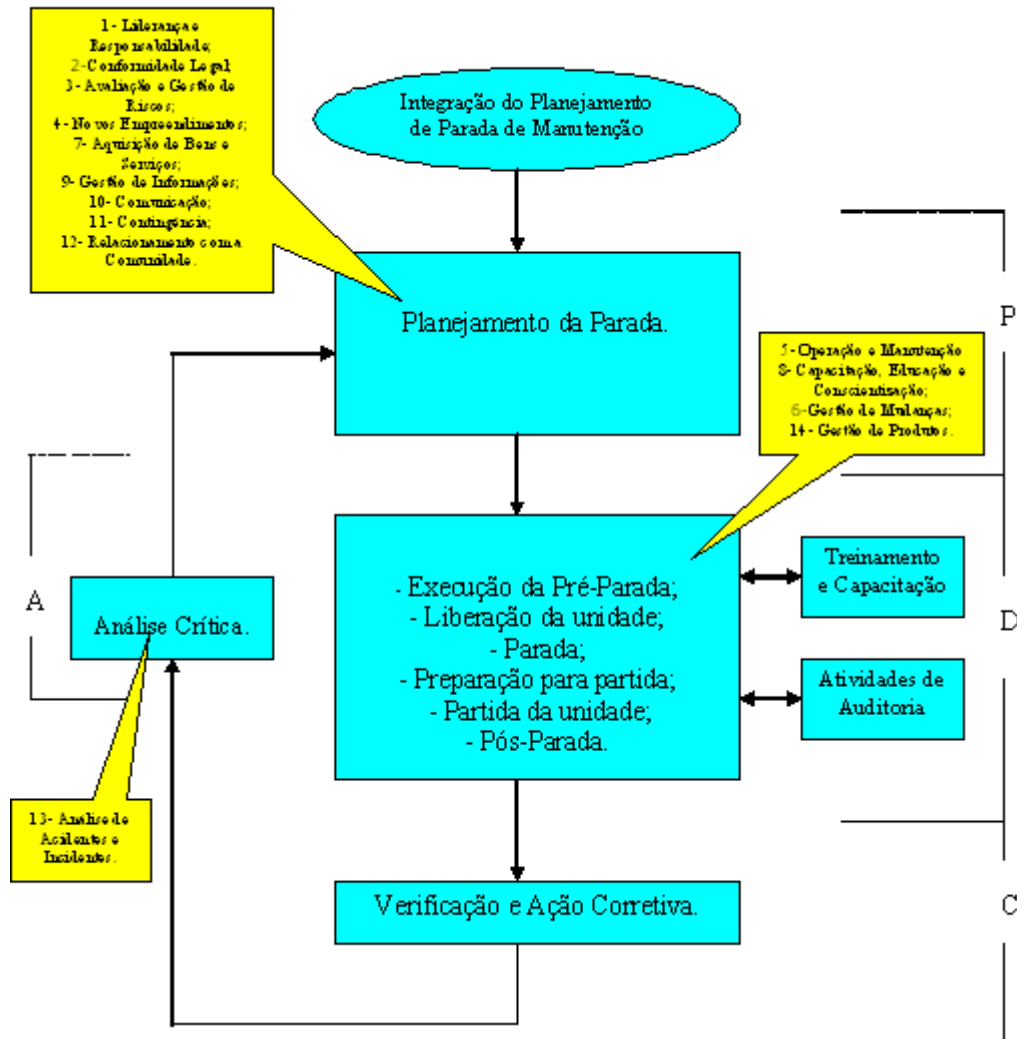 1- Liderança e
Responsabilidade;
2-Conformidade Legal;
3- Avaliação e Gestão de
Riscos;
4- Novos Empreendimentos;
7- Aquisição de Bens e
Serviços;
9- Gestão de Informações;
10- Comunicação;
11- Contingência;
12- Relacionamento com a
Comunidade.
Integração do Planejamento
de Parada de Manutenção
Planejamento da Parada.
P
5- Operação e Manutenção
8- Capacitação, Educação e
Conscientização;
6-Gestão de Mudanças;
14- Gestão de Produtos.
A
Análise Crítica.
- Execução da Pré-Parada;
- Liberação da unidade;
- Parada;
- Preparação para partida;
- Partida da unidade;
- Pós-Parada.
Treinamento
e Capacitação
D
Atividades de
Auditoria
13- Análise de
Acidentes e
Incidentes.
Verificação e Ação Corretiva.
C